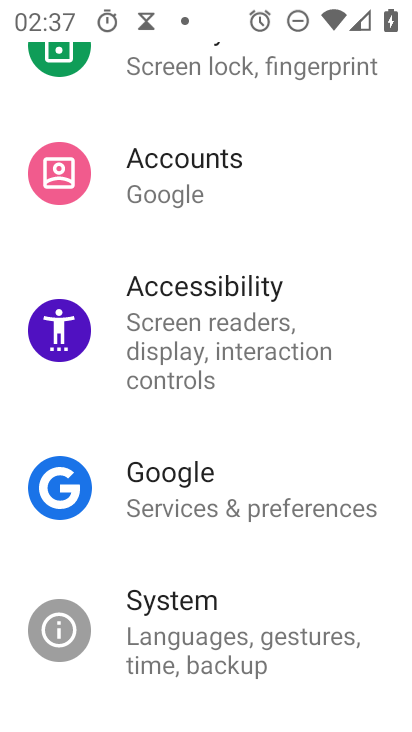 02:37
Screen lock, fingerprint
Accounts
Google
Accessibility
Screen readers,
display, interaction
controls
Google
Services & preferences
System
Languages, gestures,
time, backup